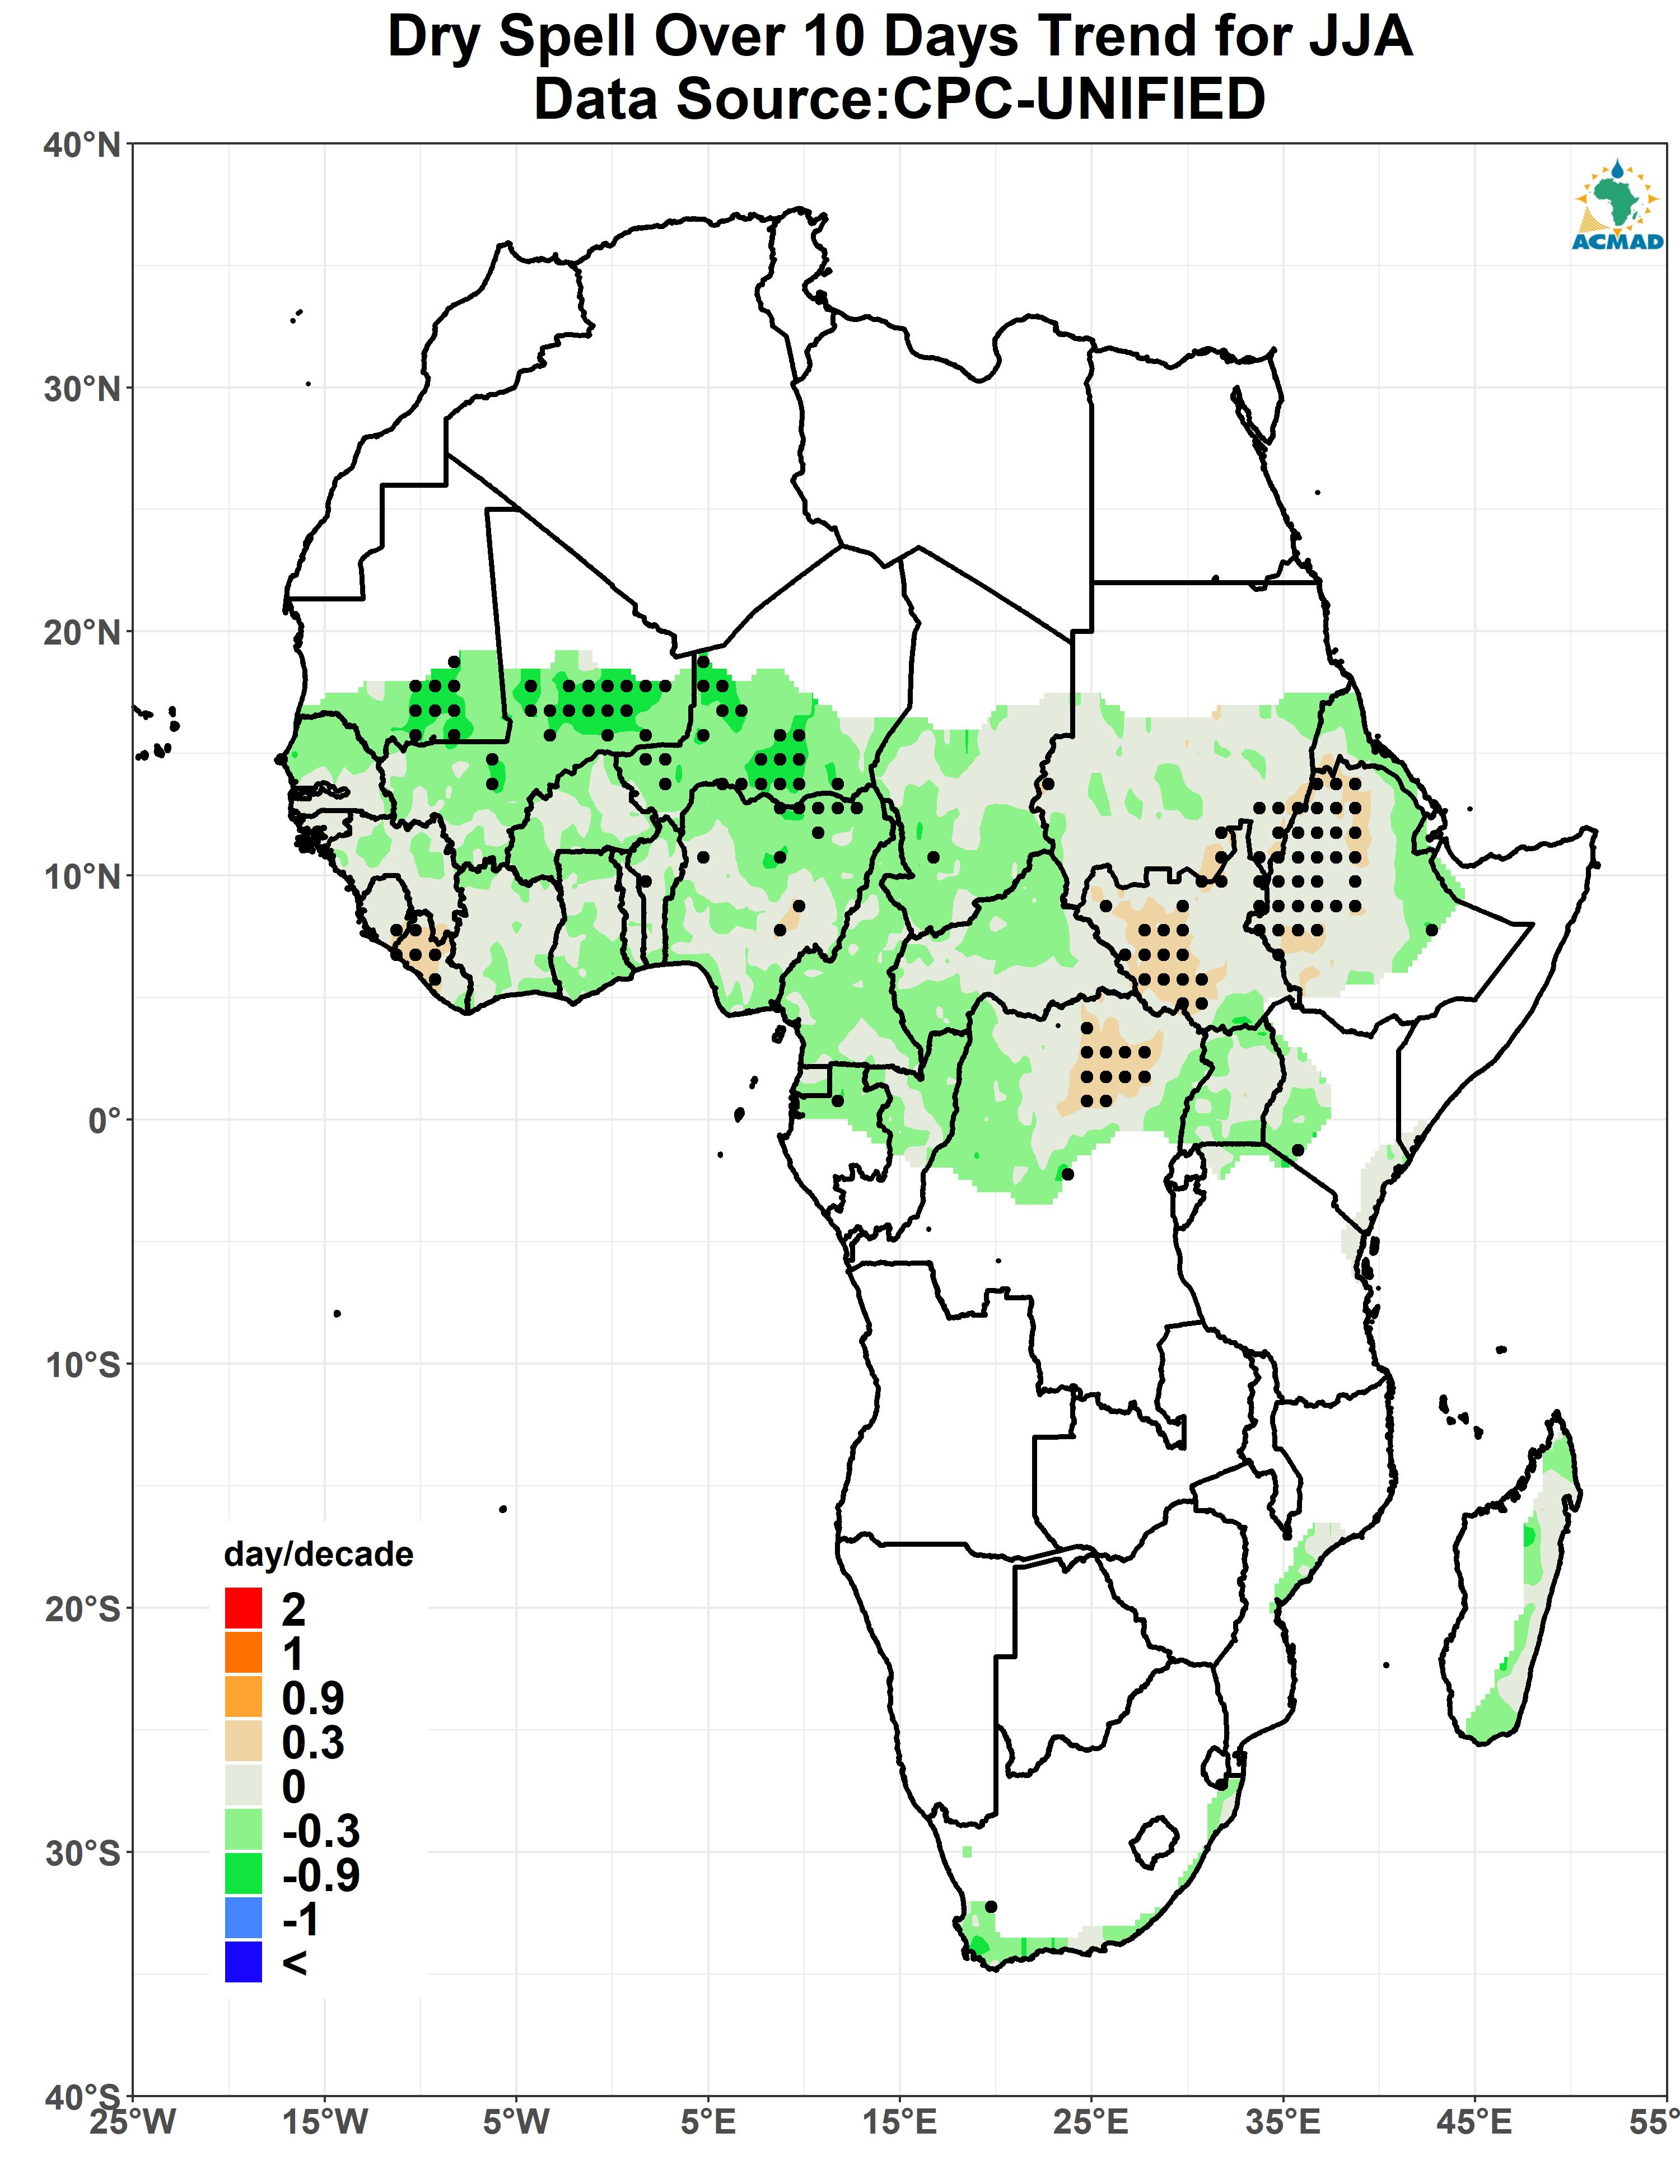 Dry Spell Over 10 Days Trend for JJA
Data Source:CPC-UNIFIED
40°N
ACMAD
30°N
20°N
10°N
0°
10°S
day/decade
2
20°S
1
0.9
0.3
0
-0.3
30°S
-0.9
-1
<
40°S
25°W 15°W 5°W 5°E 15°E 25°E 35°E 45°E 55°